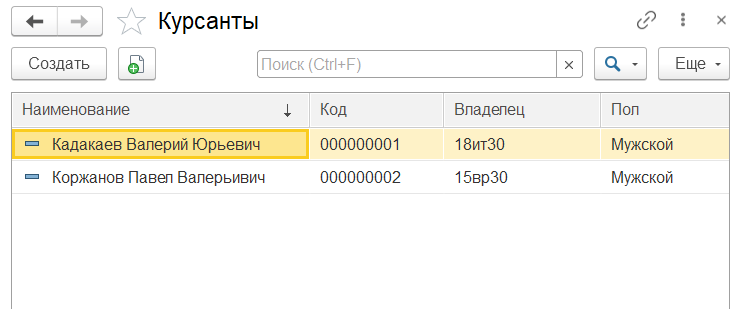 Курсанты
Создать Поиск (Ctrl+F) Еще
Наименование Код Владелец Пол
Кадакаев Валерий Юрьевич 000000001 18ит30 Мужской
Коржанов Павел Валерьивич 000000002 15вр30 Мужской